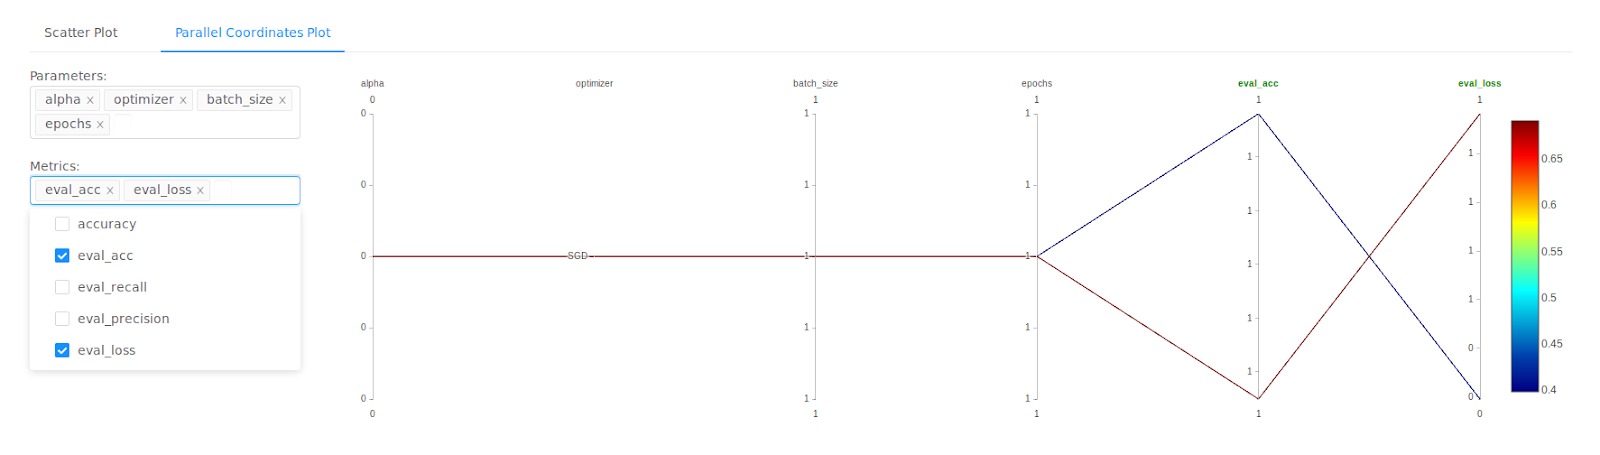 Scatter Plot Parallel Coordinates Plot
Parameters:
alpha x optimizer x batch_size x
epochs x
Metrics:
eval_acc x eval_loss x
accuracy
eval_acc
eval_recall
eval_precision
eval_loss
alpha optimizer batch_size epochs eval_acc eval_loss
0 1 1 1 1
0 1 1
1 1 0.65
0 1 1 1 0.6
1
0 SGD 1 1 1 1 0.55
1 0.5
0 1 1 1
0 0.45
1
0 1 1 0 0.4
0 1 1 1 0